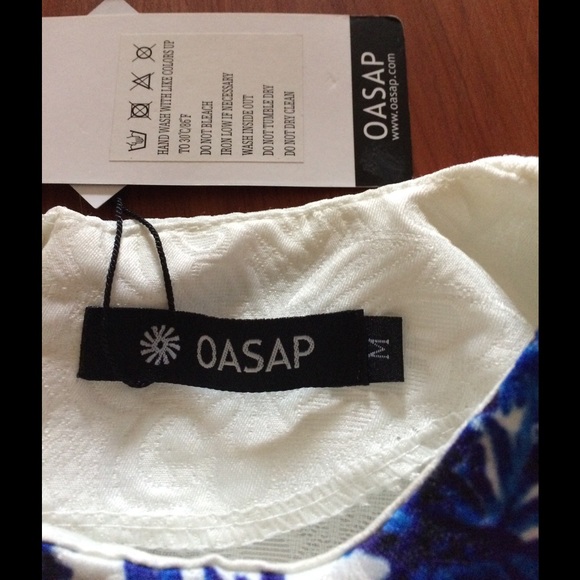 HAND WASH WITH LIKE COLORS UP
TO 30℃/86℉
DO NOT BLEACH
IRON LOW IF NECESSARY
WASH INSIDE OUT
DO NOT TUMBLE DRY
DO NOT DRY CLEAN
OASAP
www.oasap.com
OASAP
M